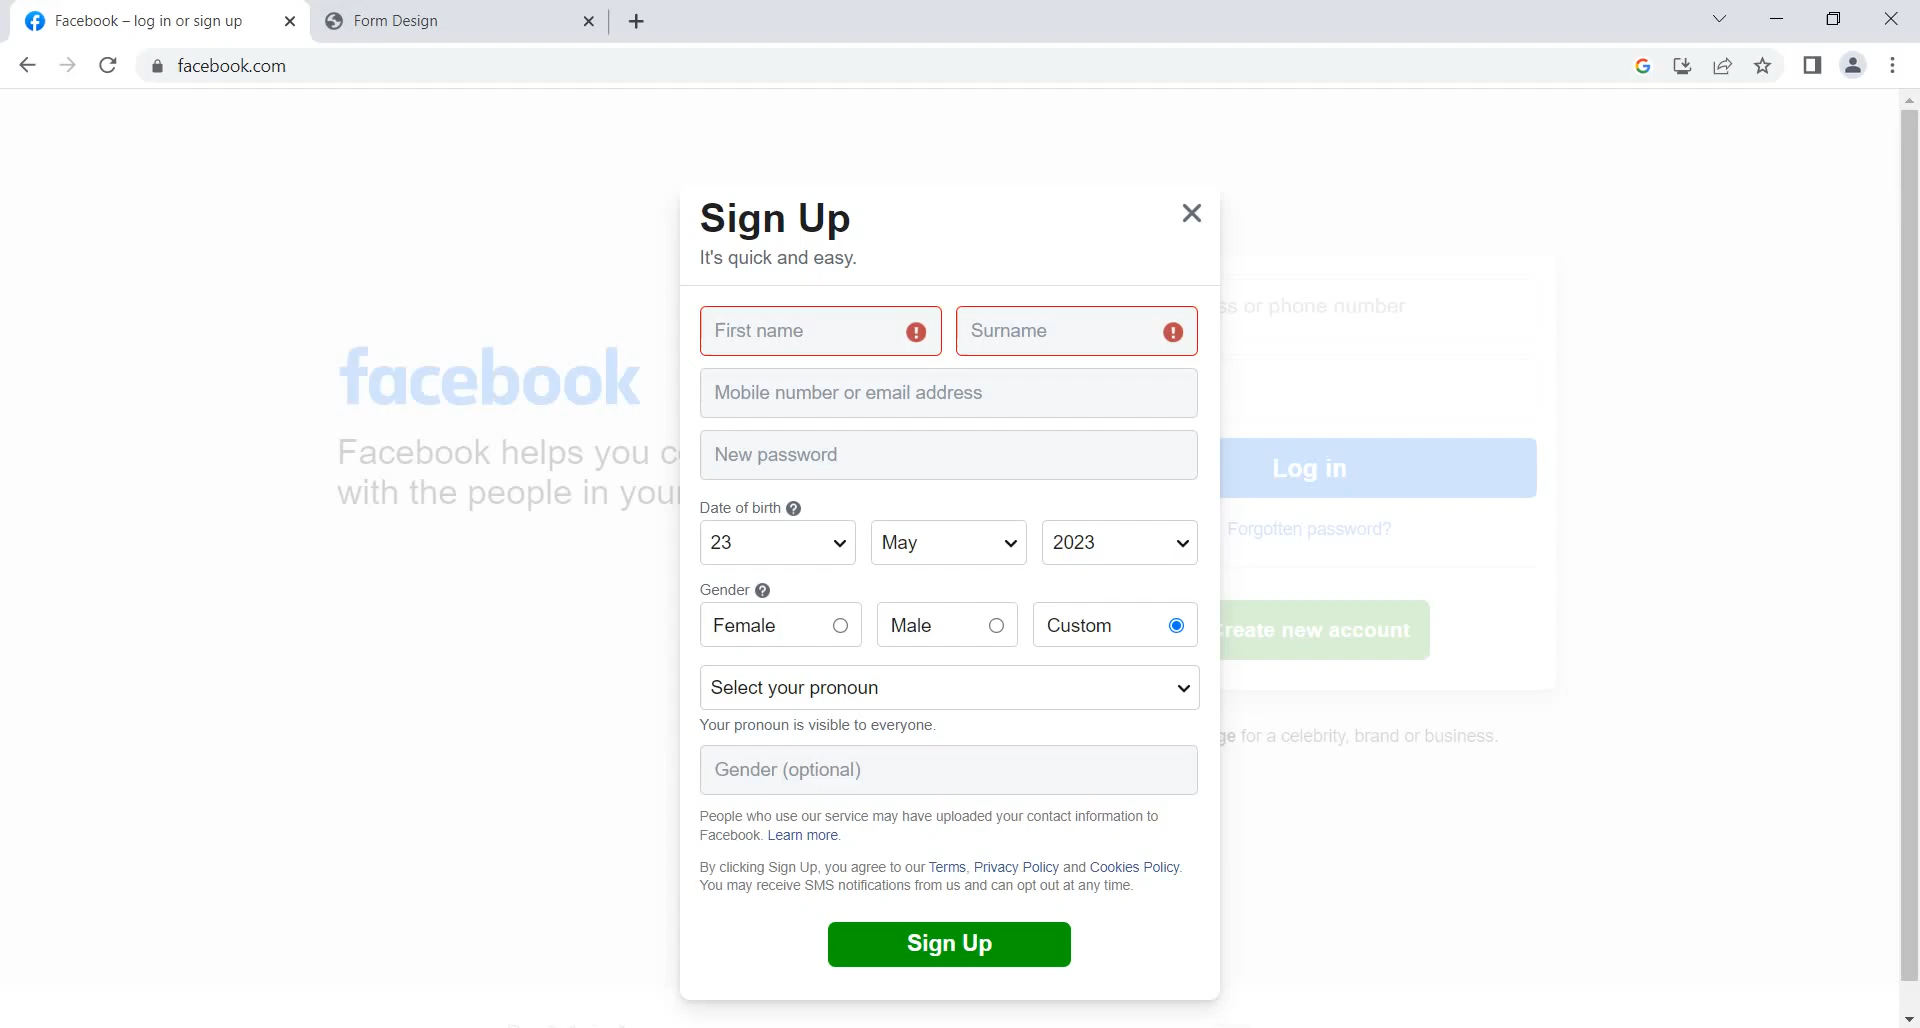 Facebook – log in or sign up
Form Design
facebook.com
Sign Up
It's quick and easy.
First name
Surname
ss or phone number
Mobile number or email address
facebook
Facebook helps you
with the people in your
New password
Log in
Date of birth
Forgotten password?
23
May
2023
Gender
Female
Male
Custom
reate new account
Select your pronoun
Your pronoun is visible to everyone.
ge for a celebrity, brand or business.
Gender (optional)
People who use our service may have uploaded your contact information to
Facebook. Learn more.
By clicking Sign Up, you agree to our Terms, Privacy Policy and Cookies Policy.
You may receive SMS notifications from us and can opt out at any time.
Sign Up